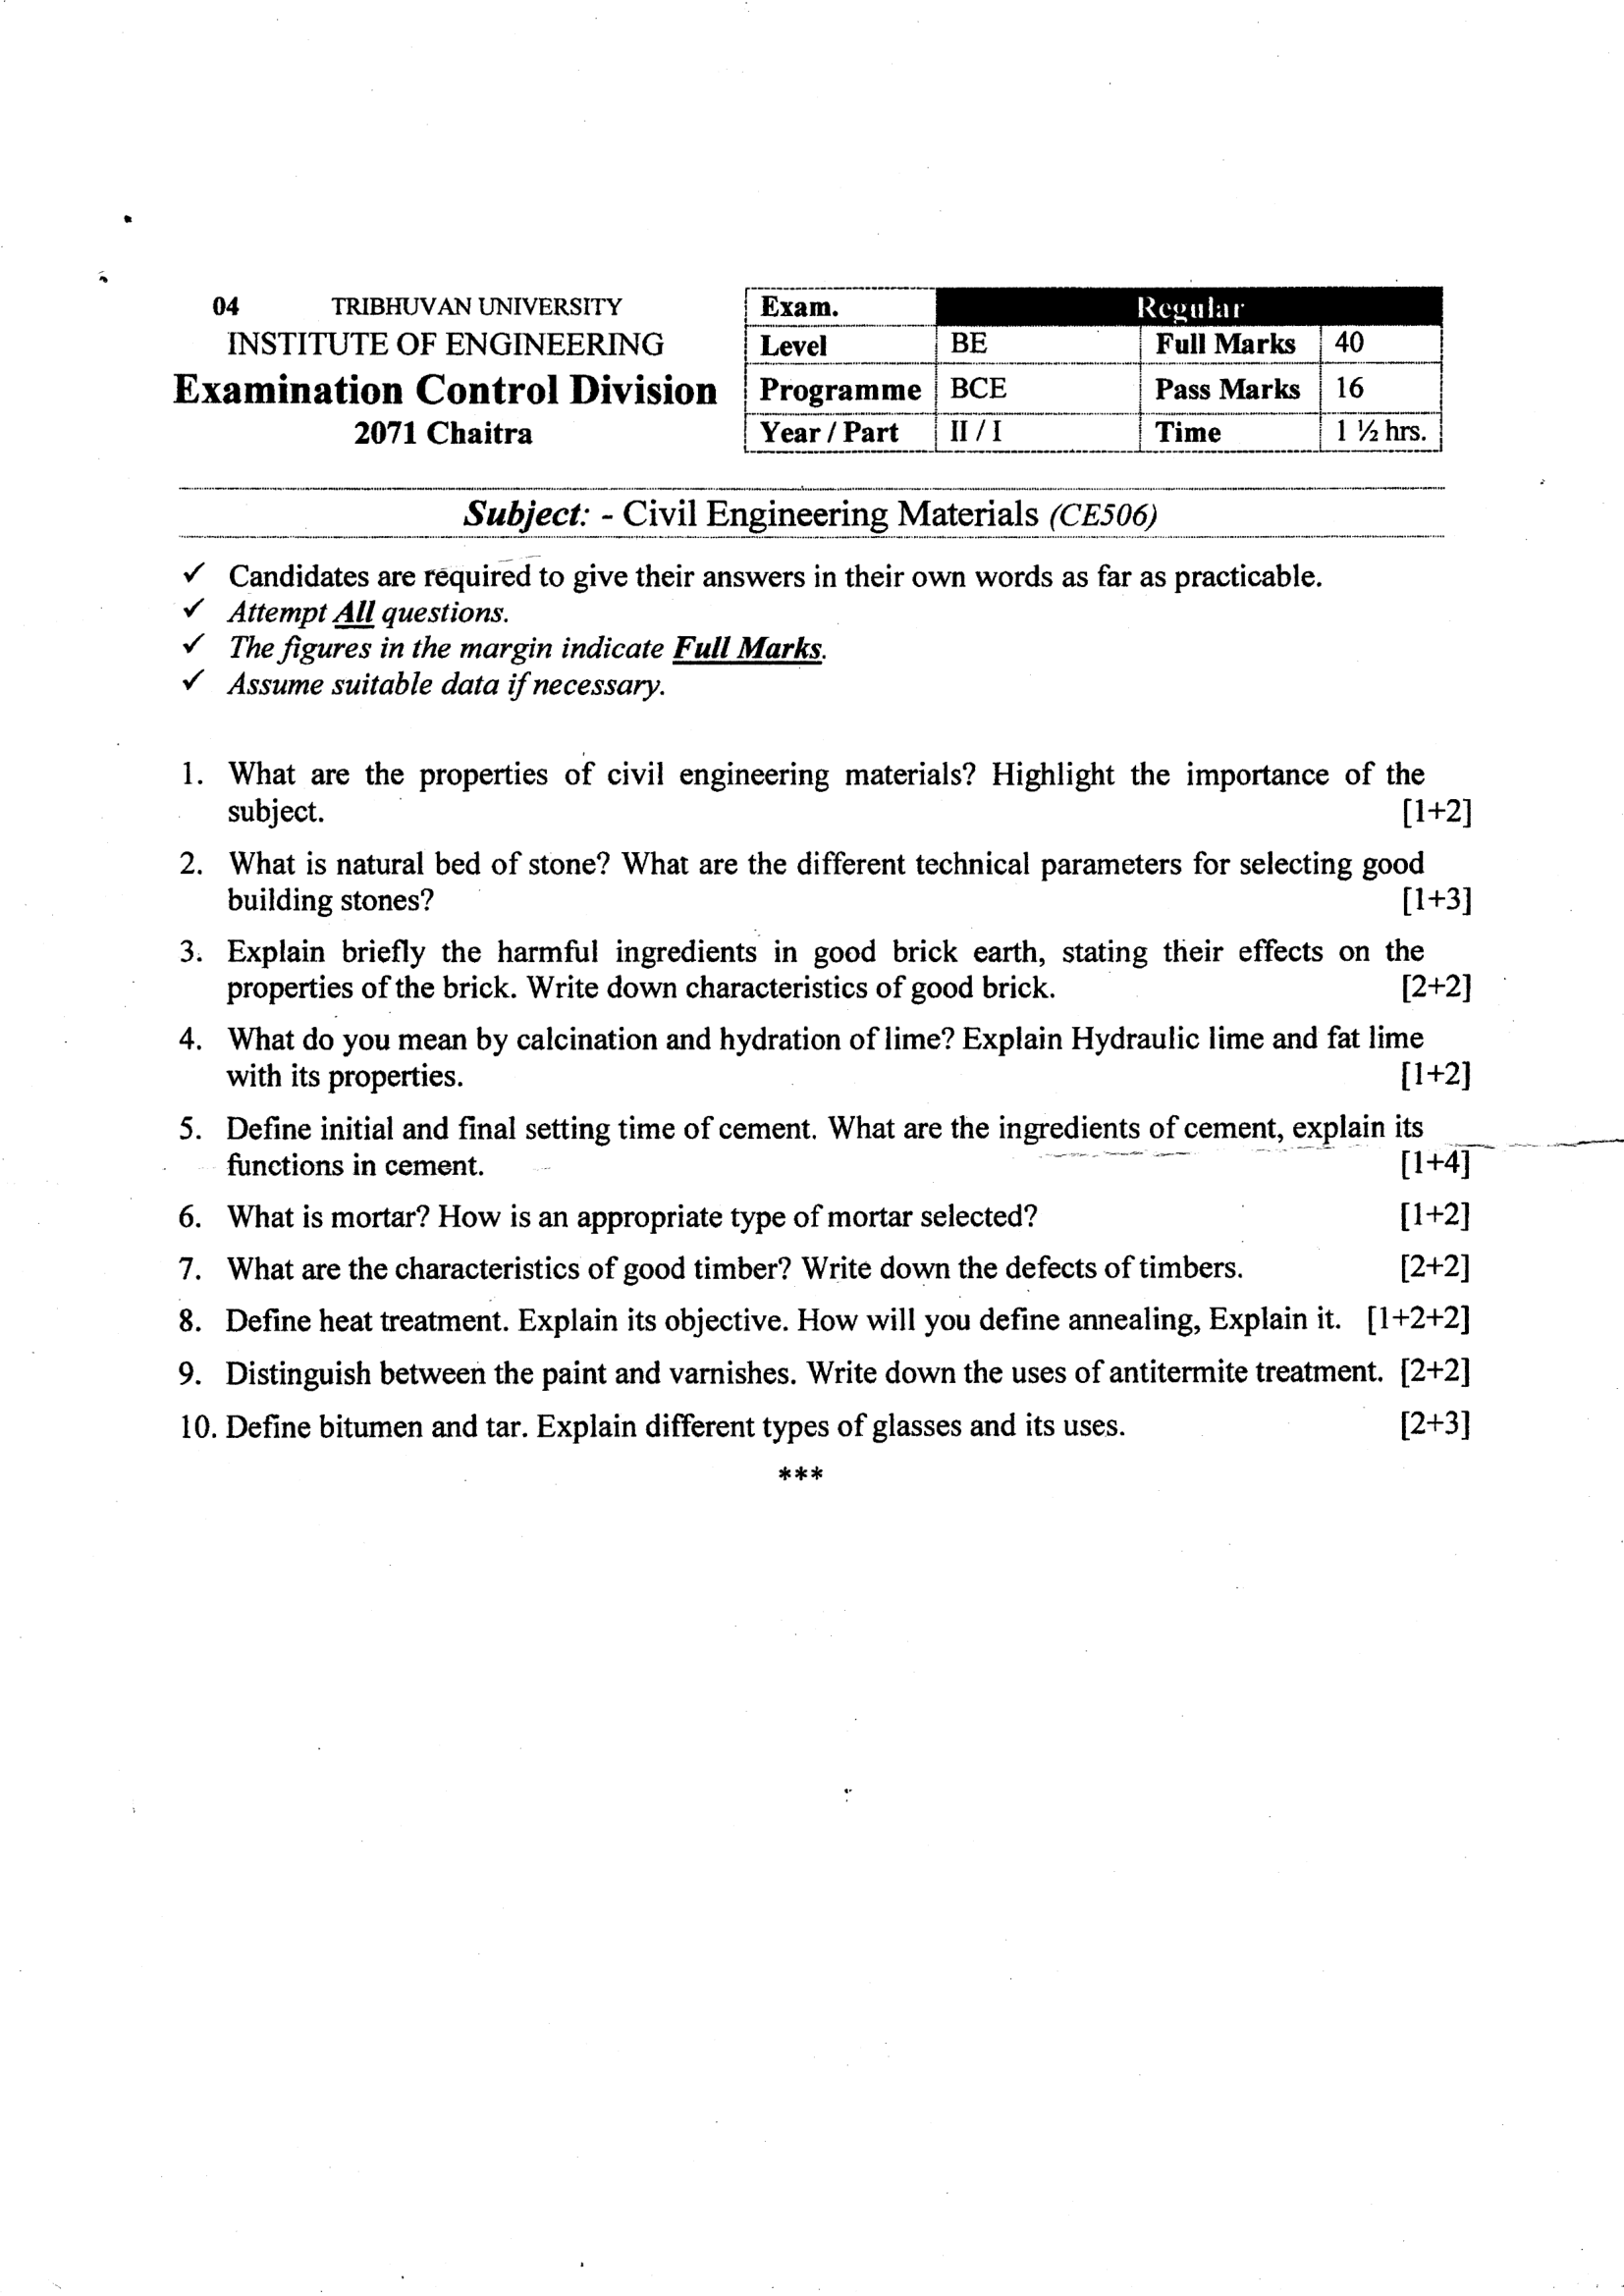 04 TRIBHUVAN UNIVERSITY
INSTITUTE OF ENGINEERING
Examination Control Division
2071 Chaitra
Exam. Regular
Level BE Full Marks 40
Programme BCE Pass Marks 16
Year / Part II / I Time 1 ½ hrs.
Subject: - Civil Engineering Materials (CE506)
✓ Candidates are required to give their answers in their own words as far as practicable.
✓ Attempt All questions.
✓ The figures in the margin indicate Full Marks.
✓ Assume suitable data if necessary.
1. What are the properties of civil engineering materials? Highlight the importance of the
subject. [1+2]
2. What is natural bed of stone? What are the different technical parameters for selecting good
building stones? [1+3]
3. Explain briefly the harmful ingredients in good brick earth, stating their effects on the
properties of the brick. Write down characteristics of good brick. [2+2]
4. What do you mean by calcination and hydration of lime? Explain Hydraulic lime and fat lime
with its properties. [1+2]
5. Define initial and final setting time of cement. What are the ingredients of cement, explain its
functions in cement. [1+4]
6. What is mortar? How is an appropriate type of mortar selected? [1+2]
7. What are the characteristics of good timber? Write down the defects of timbers. [2+2]
8. Define heat treatment. Explain its objective. How will you define annealing, Explain it. [1+2+2]
9. Distinguish between the paint and varnishes. Write down the uses of antitermite treatment. [2+2]
10. Define bitumen and tar. Explain different types of glasses and its uses. [2+3]
***